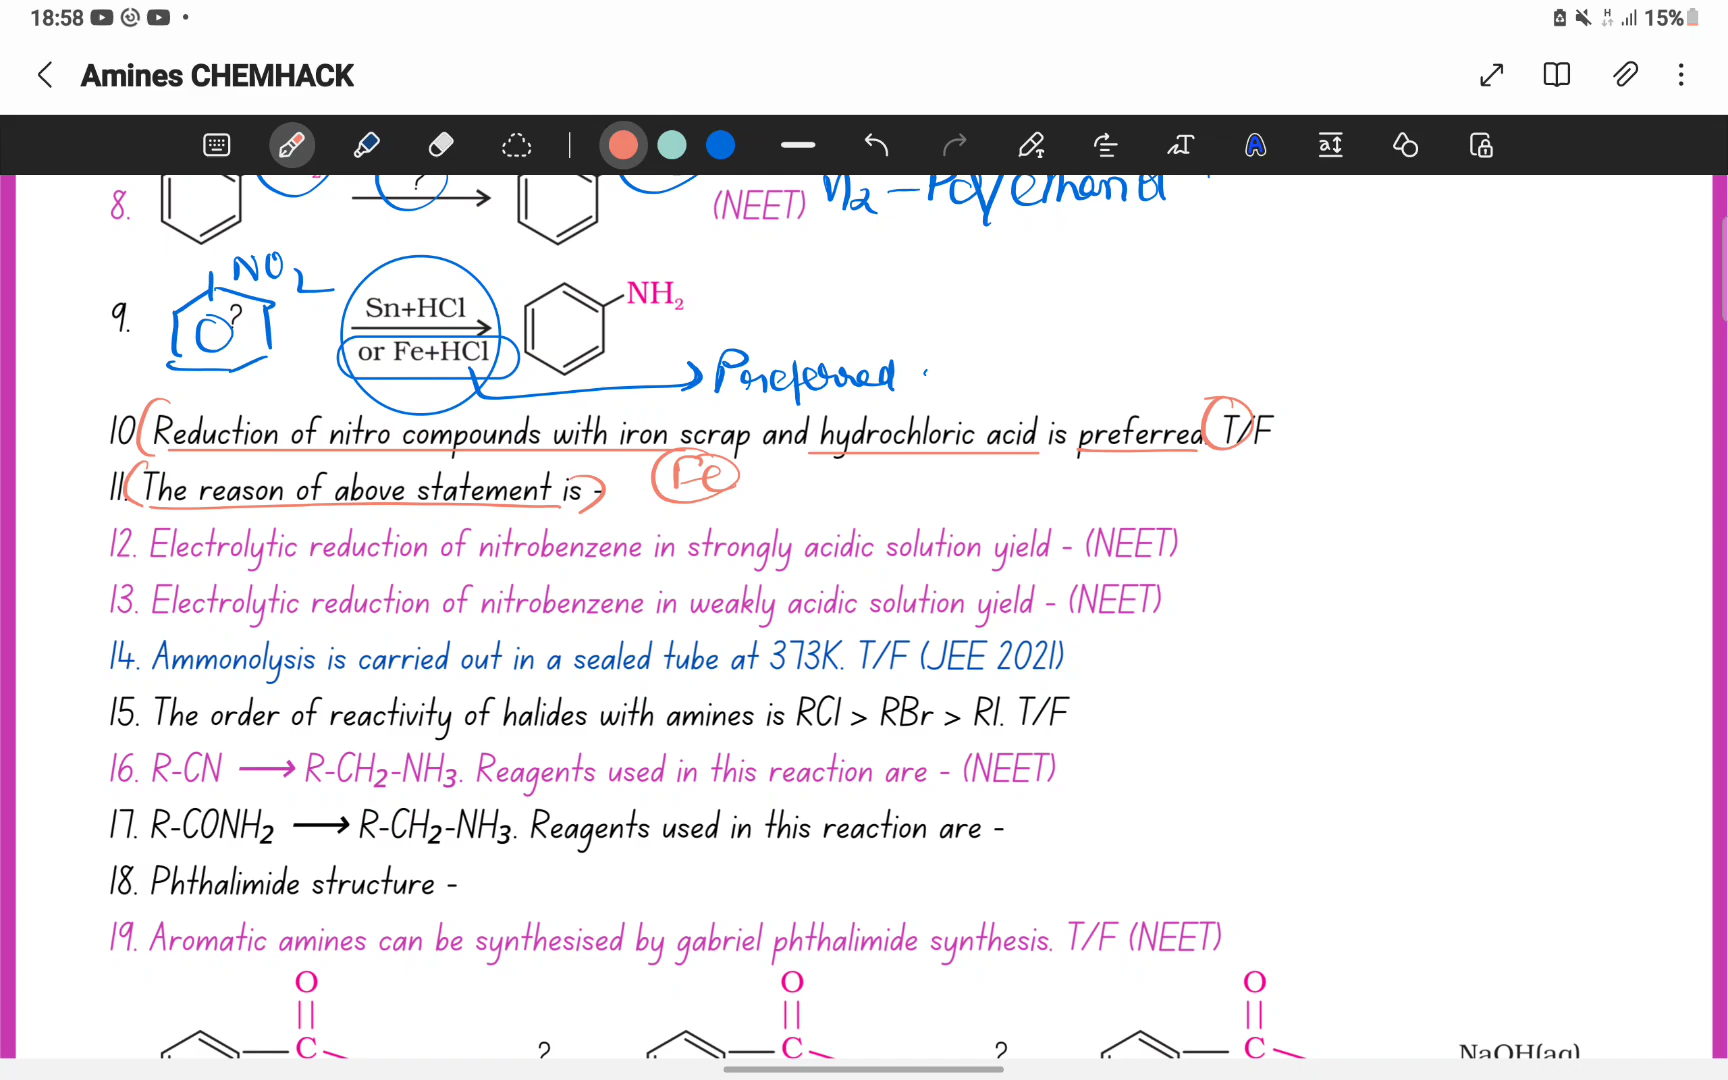 18:58
15%
Amines CHEMHACK
8. ? (NEET) H2 - Pd/ethanol
9. NO2 ? Sn+HCl or Fe+HCl NH2
Preferred
10 Reduction of nitro compounds with iron scrap and hydrochloric acid is preferred T/F
11. The reason of above statement is - Fe
12. Electrolytic reduction of nitrobenzene in strongly acidic solution yield - (NEET)
13. Electrolytic reduction of nitrobenzene in weakly acidic solution yield - (NEET)
14. Ammonolysis is carried out in a sealed tube at 373K. T/F (JEE 2021)
15. The order of reactivity of halides with amines is RCl > RBr > RI. T/F
16. R-CN ⟶ R-CH2-NH3. Reagents used in this reaction are - (NEET)
17. R-CONH2 ⟶ R-CH2-NH3. Reagents used in this reaction are -
18. Phthalimide structure -
19. Aromatic amines can be synthesised by gabriel phthalimide synthesis. T/F (NEET)
O O O
C ? C ? C NaOH(aq)